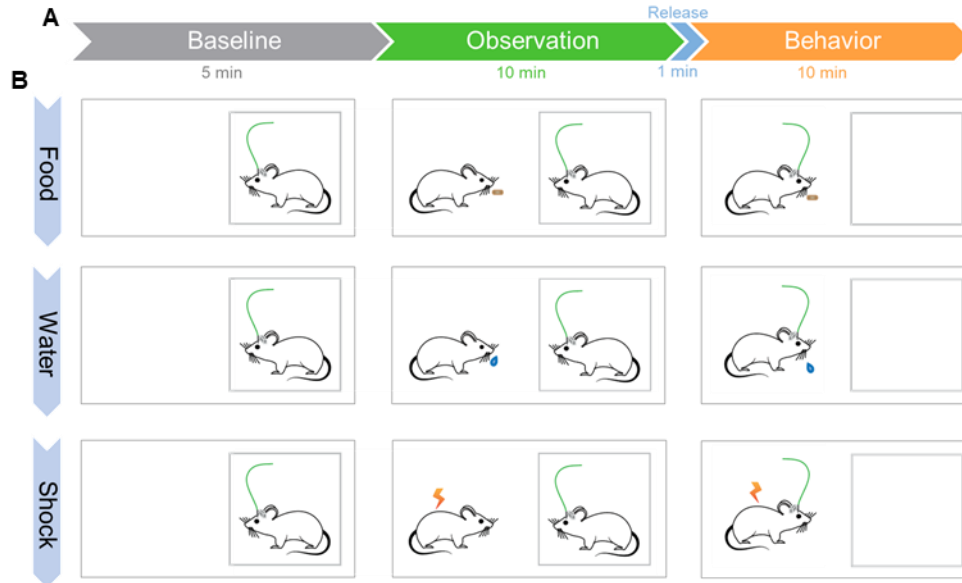 A
Release
Baseline
Observation
Behavior
5 min
10 min
1 min
10 min
B
Food
Water
Shock